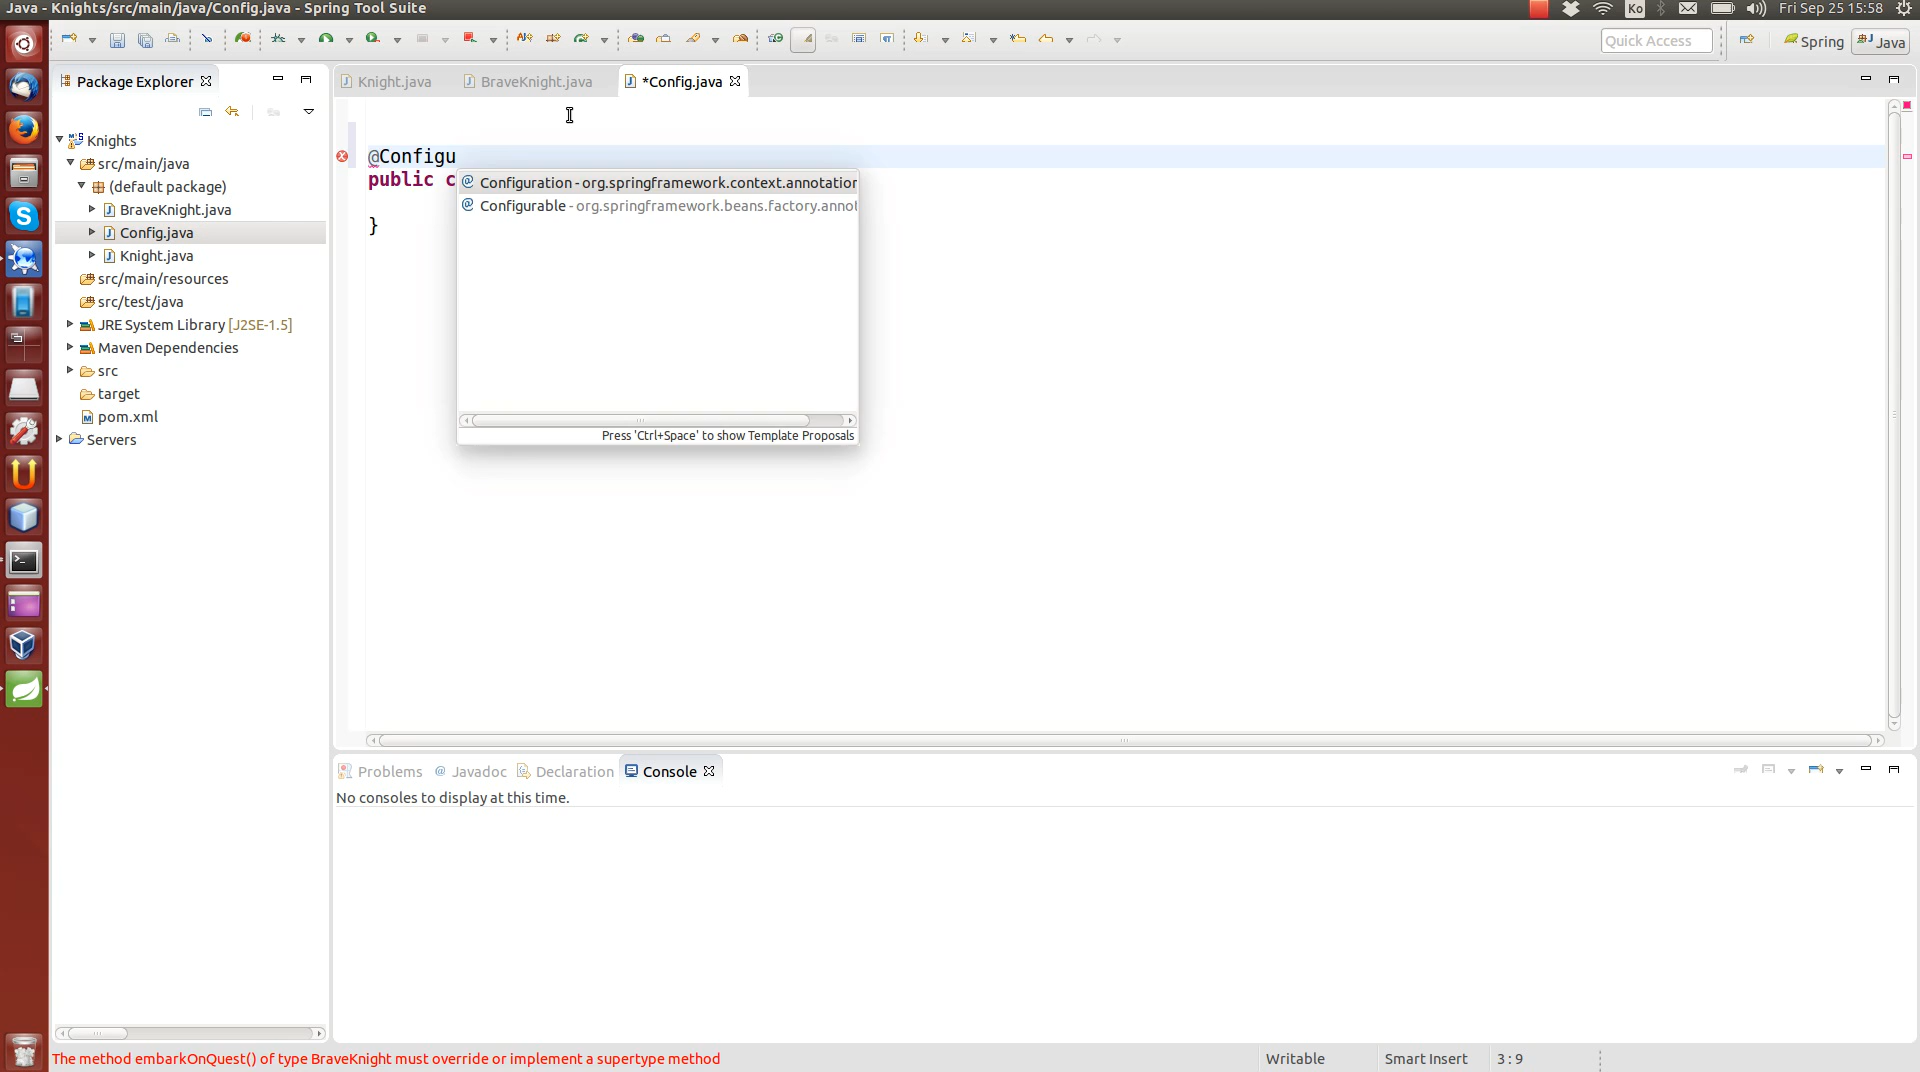 Java - Knights/src/main/java/Config.java - Spring Tool Suite
Ko
Fri Sep 25 15:58
Quick Access
Spring
Java
Package Explorer
Knight.java
BraveKnight.java
*Config.java
Knights
src/main/java
(default package)
BraveKnight.java
Config.java
Knight.java
src/main/resources
src/test/java
JRE System Library [J2SE-1.5]
Maven Dependencies
src
target
pom.xml
Servers
@Configu
public c
}
Configuration - org.springframework.context.annotation
Configurable - org.springframework.beans.factory.annot
Press 'Ctrl+Space' to show Template Proposals
Problems
@ Javadoc
Declaration
Console
No consoles to display at this time.
The method embarkOnQuest() of type BraveKnight must override or implement a supertype method
Writable
Smart Insert
3 : 9